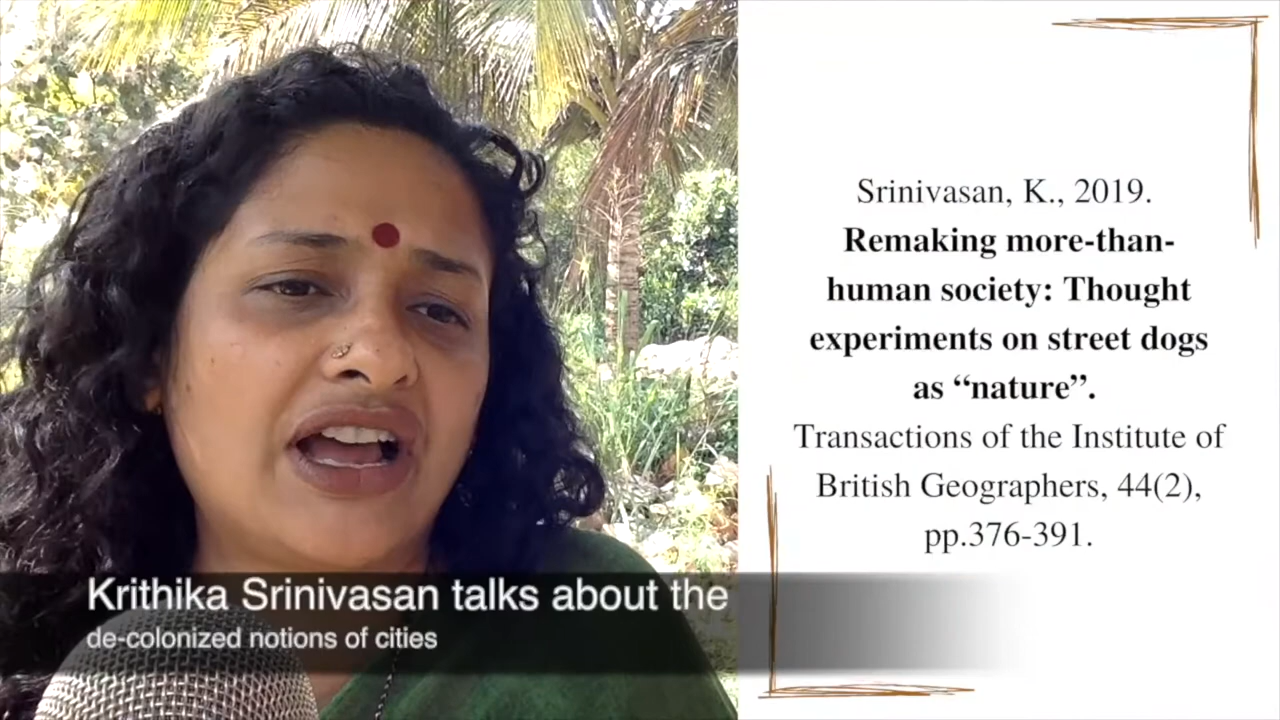 Srinivasan, K., 2019.
Remaking more-than-
human society: Thought
experiments on street dogs
as “nature”.
Transactions of the Institute of
British Geographers, 44(2),
pp.376-391.
Krithika Srinivasan talks about the
de-colonized notions of cities